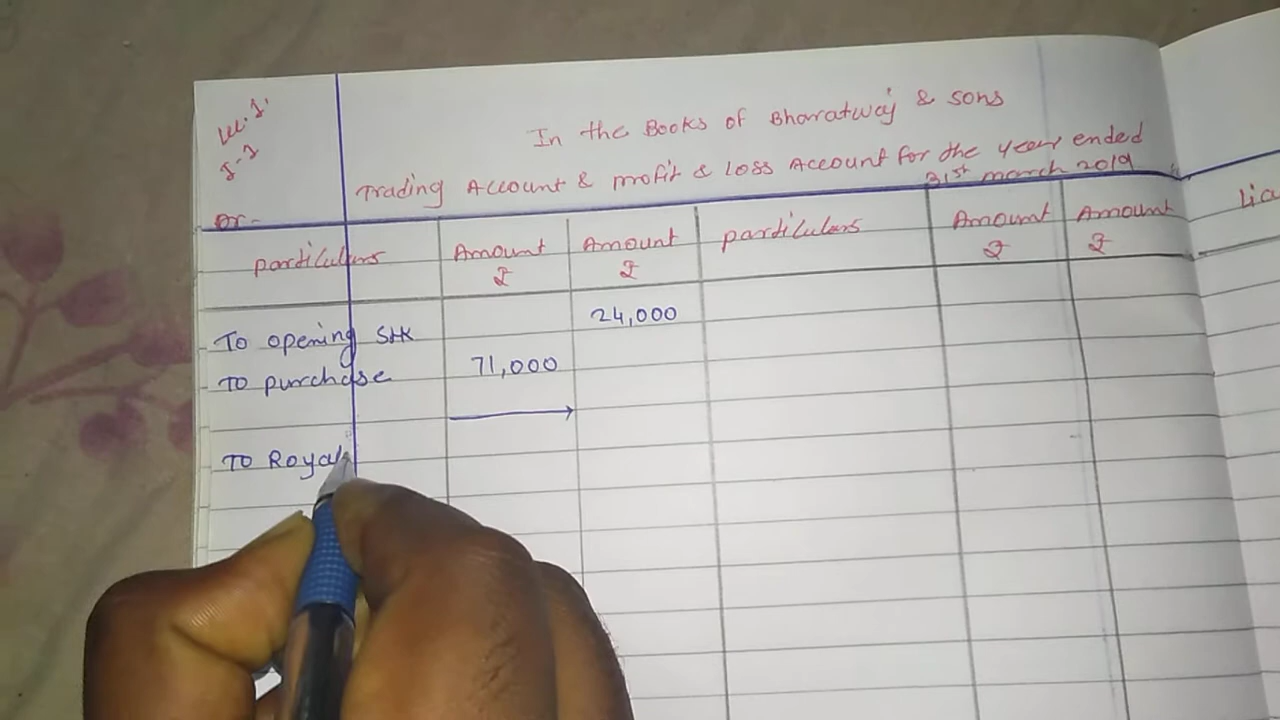 In the Books of Bharatwaj & sons
Trading Account & profit & loss Account for the year ended
31st march 2019
Dr-
particulars Amount ₹ Amount ₹ particulars Amount ₹ Amount ₹
To opening Stk 24,000
To purchase 71,000
To Royal